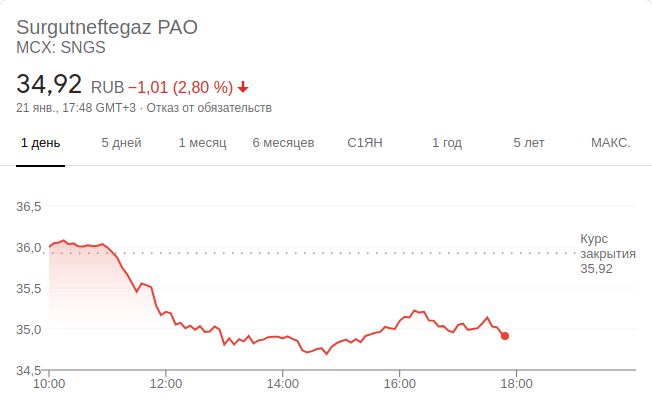 Surgutneftegaz PAO
MCX: SNGS
34,92 RUB −1,01 (2,80 %)
21 янв., 17:48 GMT+3 · Отказ от обязательств
1 день 5 дней 1 месяц 6 месяцев С1ЯН 1 год 5 лет МАКС.
36,5
36,0
35,5
35,0
34,5
Курс
закрытия
35,92
10:00 12:00 14:00 16:00 18:00